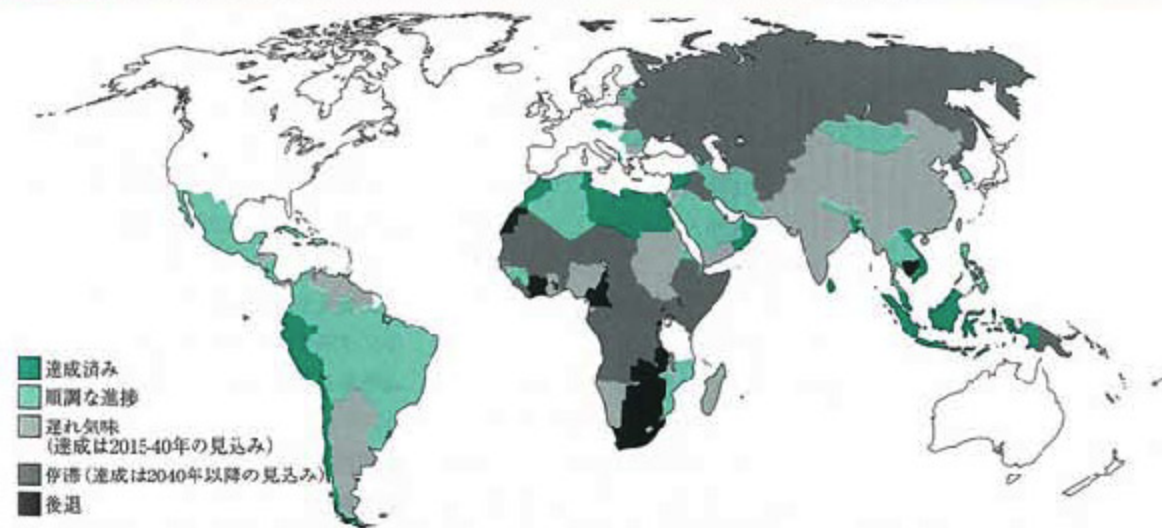 達成済み
順調な進捗
遅れ気味
(達成は2015-40年の見込み)
停滞(達成は2040年以降の見込み)
後退